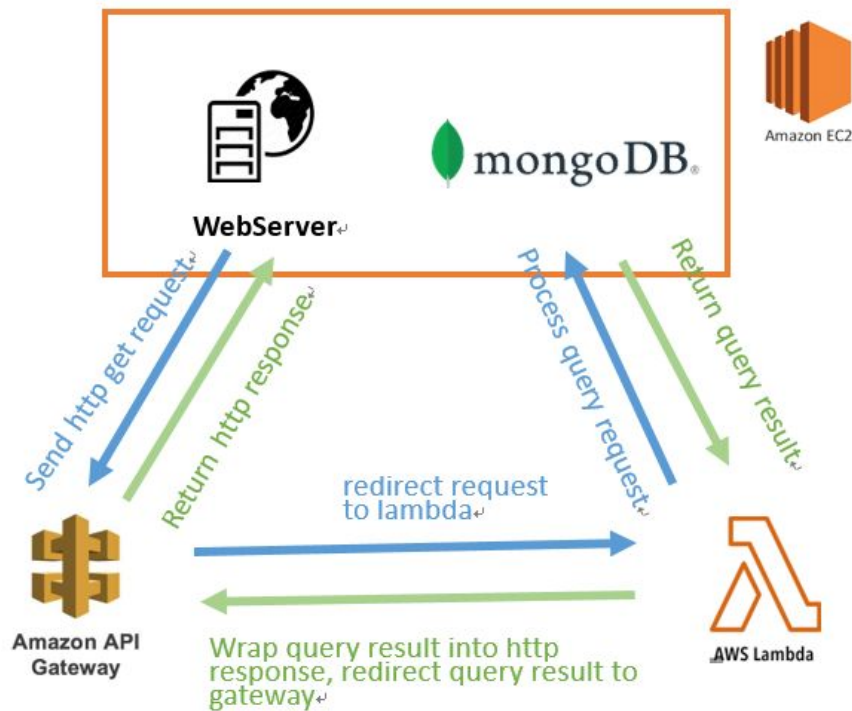 Amazon EC2
mongoDB®
WebServer
Send http get request
Return http response
Process query request
Return query result
redirect request
to lambda
Amazon API
Gateway
Wrap query result into http
response, redirect query result to
gateway
AWS Lambda